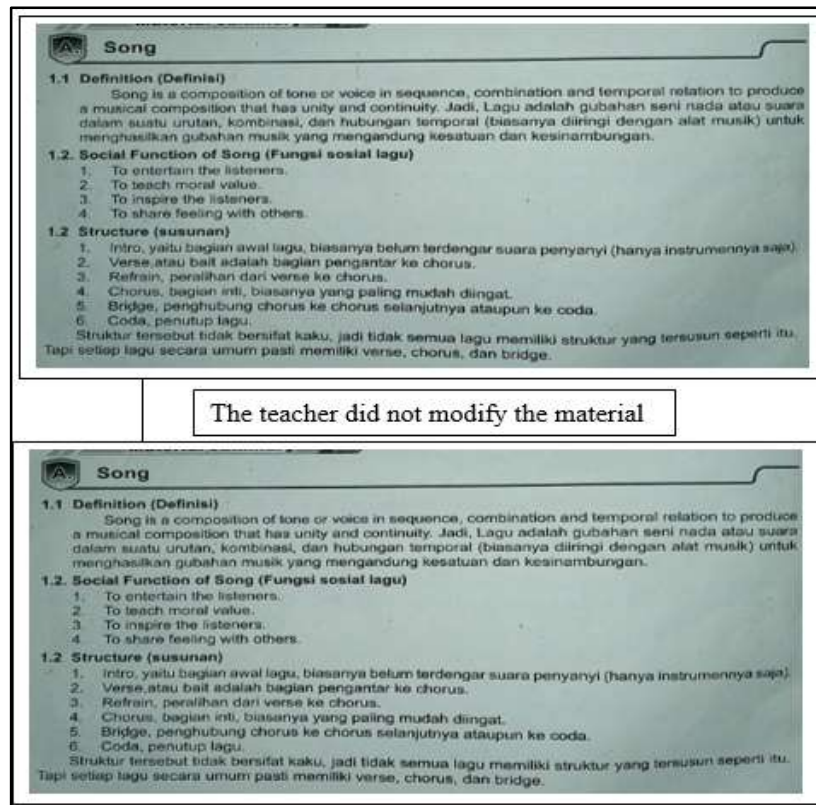 A. Song
1.1 Definition (Definisi)
Song is a composition of tone or voice in sequence, combination and temporal relation to produce
a musical composition that has unity and continuity. Jadi, Lagu adalah gubahan seni nada atau suara
dalam suatu urutan, kombinasi, dan hubungan temporal (biasanya diiringi dengan alat musik) untuk
menghasilkan gubahan musik yang mengandung kesatuan dan kesinambungan.
1.2. Social Function of Song (Fungsi sosial lagu)
1. To entertain the listeners.
2. To teach moral value.
3. To inspire the listeners.
4. To share feeling with others.
1.2 Structure (susunan)
1. Intro, yaitu bagian awal lagu, biasanya belum terdengar suara penyanyi (hanya instrumennya saja).
2. Verse,atau bait adalah bagian pengantar ke chorus.
3. Refrain, peralihan dari verse ke chorus.
4. Chorus, bagian inti, biasanya yang paling mudah diingat.
5. Bridge, penghubung chorus ke chorus selanjutnya ataupun ke coda.
6. Coda, penutup lagu.
Struktur tersebut tidak bersifat kaku, jadi tidak semua lagu memiliki struktur yang tersusun seperti itu.
Tapi setiap lagu secara umum pasti memiliki verse, chorus, dan bridge.
The teacher did not modify the material
A. Song
1.1 Definition (Definisi)
Song is a composition of tone or voice in sequence, combination and temporal relation to produce
a musical composition that has unity and continuity. Jadi, Lagu adalah gubahan seni nada atau suara
dalam suatu urutan, kombinasi, dan hubungan temporal (biasanya diiringi dengan alat musik) untuk
menghasilkan gubahan musik yang mengandung kesatuan dan kesinambungan.
1.2. Social Function of Song (Fungsi sosial lagu)
1. To entertain the listeners.
2. To teach moral value.
3. To inspire the listeners.
4. To share feeling with others.
1.2 Structure (susunan)
1. Intro, yaitu bagian awal lagu, biasanya belum terdengar suara penyanyi (hanya instrumennya saja).
2. Verse,atau bait adalah bagian pengantar ke chorus.
3. Refrain, peralihan dari verse ke chorus.
4. Chorus, bagian inti, biasanya yang paling mudah diingat.
5. Bridge, penghubung chorus ke chorus selanjutnya ataupun ke coda.
6. Coda, penutup lagu.
Struktur tersebut tidak bersifat kaku, jadi tidak semua lagu memiliki struktur yang tersusun seperti itu.
Tapi setiap lagu secara umum pasti memiliki verse, chorus, dan bridge.